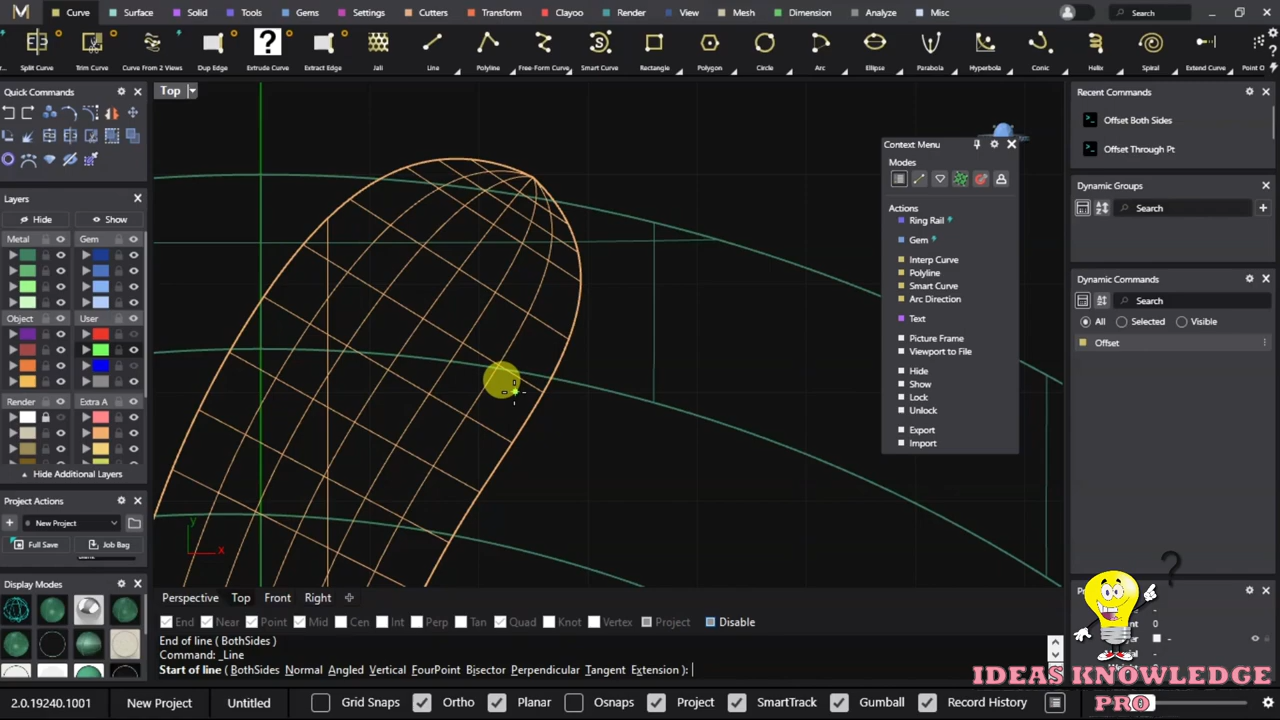 Curve Surface Solid Tools Gems Settings Cutters Transform Clayoo Render View Mesh Dimension Analyze Misc Search
Split Curve Trim Curve Curve From 2 Views Dup Edge Extrude Curve Extract Edge Jali Line Polyline Free-Form Curve Smart Curve Rectangle Polygon Circle Arc Ellipse Parabola Hyperbola Conic Helix Spiral Extend Curve
Quick Commands
Top
Layers
Hide Show
Metal Gem
Object User
Render Extra A
Hide Additional Layers
Project Actions
New Project
Full Save Job Bag
Display Modes
y
x
Context Menu
Modes
Actions
Ring Rail
Gem
Interp Curve
Polyline
Smart Curve
Arc Direction
Text
Picture Frame
Viewport to File
Hide
Show
Lock
Unlock
Export
Import
Recent Commands
Offset Both Sides
Offset Through Pt
Dynamic Groups
Search
Dynamic Commands
Search
All Selected Visible
Offset
Perspective Top Front Right
End Near Point Mid Cen Int Perp Tan Quad Knot Vertex Project Disable
End of line ( BothSides )
Command: _Line
Start of line ( BothSides Normal Angled Vertical FourPoint Bisector Perpendicular Tangent Extension ):
?
IDEAS KNOWLEDGE
PRO
2.0.19240.1001 New Project Untitled Grid Snaps Ortho Planar Osnaps Project SmartTrack Gumball Record History